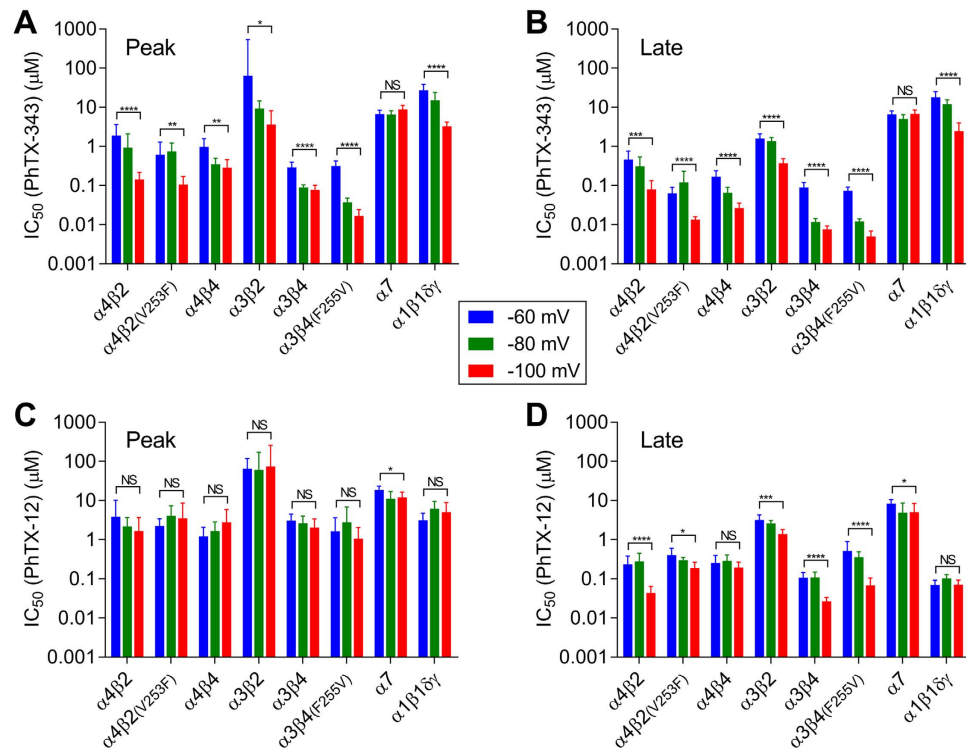 A
Peak
IC50 (PhTX-343) (μM)
1000
100
10
1
0.1
0.01
0.001
****
**
**
*
****
****
NS
****
α4β2
α4β2(V253F)
α4β4
α3β2
α3β4
α3β4(F255V)
α7
α1β1δγ
B
Late
IC50 (PhTX-343) (μM)
1000
100
10
1
0.1
0.01
0.001
***
****
****
****
****
****
NS
****
α4β2
α4β2(V253F)
α4β4
α3β2
α3β4
α3β4(F255V)
α7
α1β1δγ
-60 mV
-80 mV
-100 mV
C
Peak
IC50 (PhTX-12) (μM)
1000
100
10
1
0.1
0.01
0.001
NS
NS
NS
NS
NS
NS
*
NS
α4β2
α4β2(V253F)
α4β4
α3β2
α3β4
α3β4(F255V)
α7
α1β1δγ
D
Late
IC50 (PhTX-12) (μM)
1000
100
10
1
0.1
0.01
0.001
****
*
NS
***
****
****
*
NS
α4β2
α4β2(V253F)
α4β4
α3β2
α3β4
α3β4(F255V)
α7
α1β1δγ